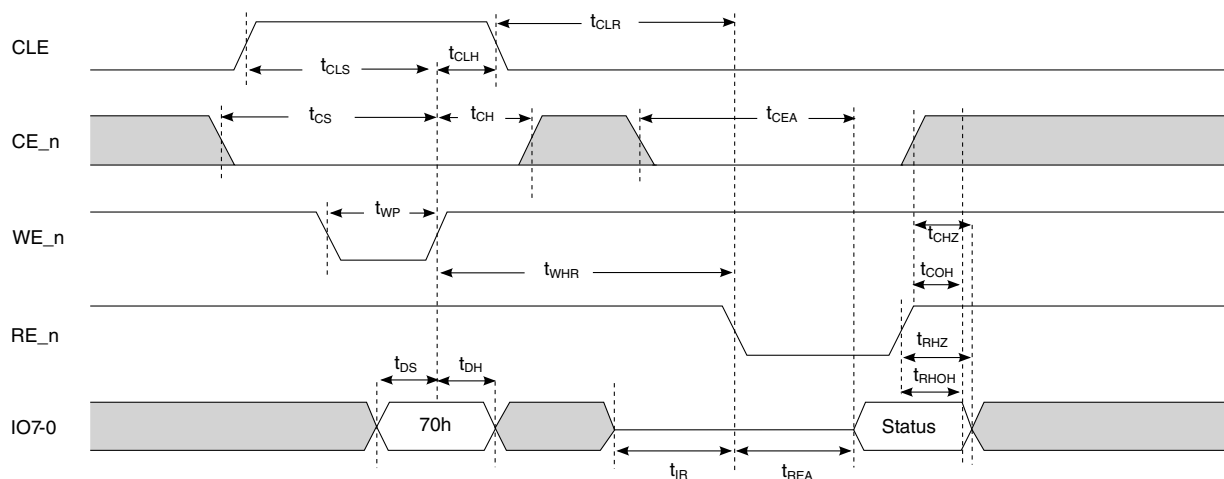 CLE
tCLR
tCLS
tCLH
CE_n
tCS
tCH
tCEA
WE_n
tWP
tCHZ
tWHR
tCOH
RE_n
tRHZ
tDS
tDH
tRHOH
IO7-0
70h
Status
tIR
tREA